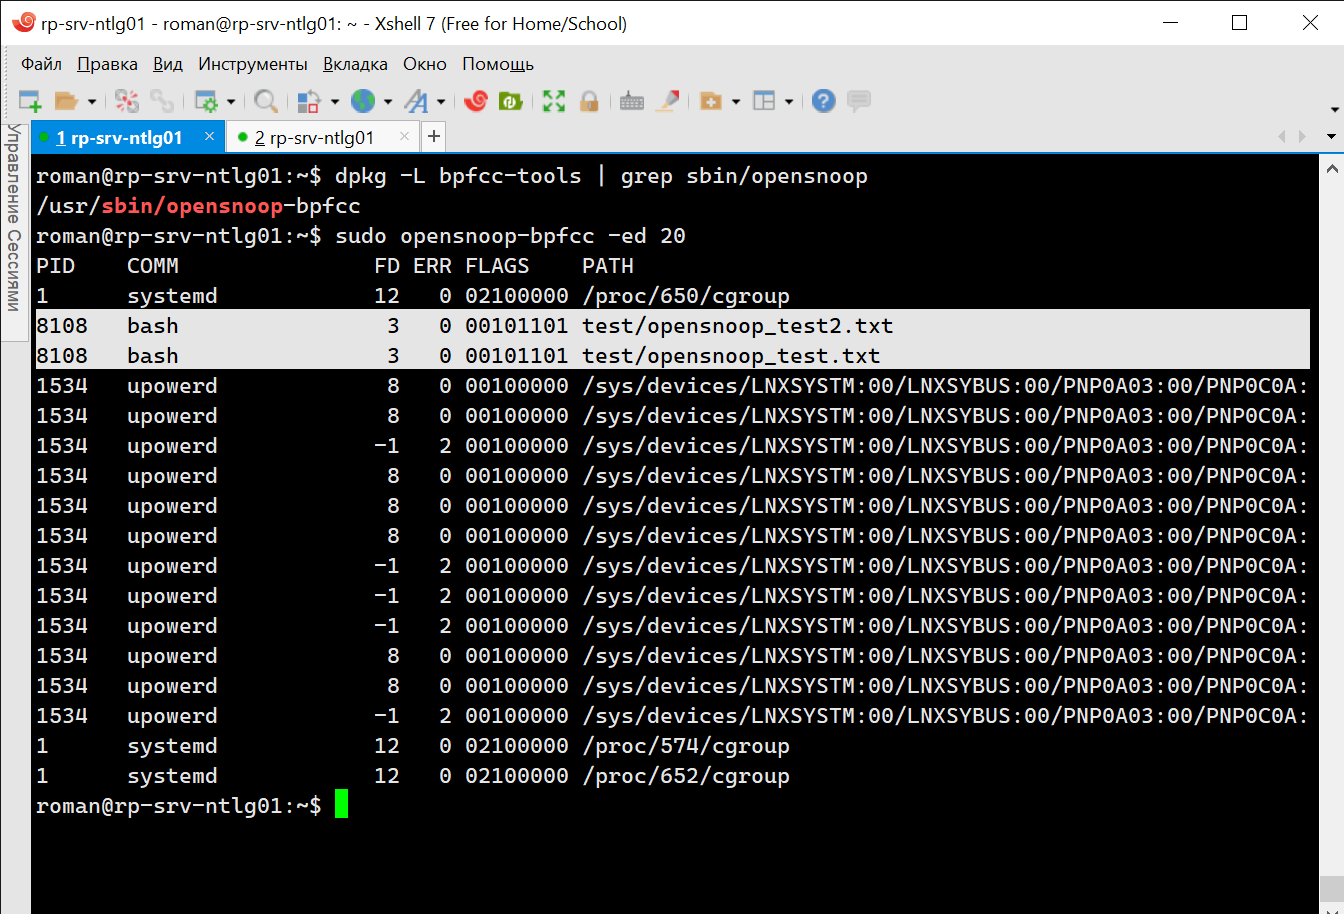 rp-srv-ntlg01 - roman@rp-srv-ntlg01: ~ - Xshell 7 (Free for Home/School)
Файл Правка Вид Инструменты Вкладка Окно Помощь
Управление Сессиями
1 rp-srv-ntlg01 × 2 rp-srv-ntlg01 × +
roman@rp-srv-ntlg01:~$ dpkg -L bpfcc-tools | grep sbin/opensnoop
/usr/sbin/opensnoop-bpfcc
roman@rp-srv-ntlg01:~$ sudo opensnoop-bpfcc -ed 20
PID COMM FD ERR FLAGS PATH
1 systemd 12 0 02100000 /proc/650/cgroup
8108 bash 3 0 00101101 test/opensnoop_test2.txt
8108 bash 3 0 00101101 test/opensnoop_test.txt
1534 upowerd 8 0 00100000 /sys/devices/LNXSYSTM:00/LNXSYBUS:00/PNP0A03:00/PNP0C0A:
1534 upowerd 8 0 00100000 /sys/devices/LNXSYSTM:00/LNXSYBUS:00/PNP0A03:00/PNP0C0A:
1534 upowerd -1 2 00100000 /sys/devices/LNXSYSTM:00/LNXSYBUS:00/PNP0A03:00/PNP0C0A:
1534 upowerd 8 0 00100000 /sys/devices/LNXSYSTM:00/LNXSYBUS:00/PNP0A03:00/PNP0C0A:
1534 upowerd 8 0 00100000 /sys/devices/LNXSYSTM:00/LNXSYBUS:00/PNP0A03:00/PNP0C0A:
1534 upowerd 8 0 00100000 /sys/devices/LNXSYSTM:00/LNXSYBUS:00/PNP0A03:00/PNP0C0A:
1534 upowerd -1 2 00100000 /sys/devices/LNXSYSTM:00/LNXSYBUS:00/PNP0A03:00/PNP0C0A:
1534 upowerd -1 2 00100000 /sys/devices/LNXSYSTM:00/LNXSYBUS:00/PNP0A03:00/PNP0C0A:
1534 upowerd -1 2 00100000 /sys/devices/LNXSYSTM:00/LNXSYBUS:00/PNP0A03:00/PNP0C0A:
1534 upowerd 8 0 00100000 /sys/devices/LNXSYSTM:00/LNXSYBUS:00/PNP0A03:00/PNP0C0A:
1534 upowerd 8 0 00100000 /sys/devices/LNXSYSTM:00/LNXSYBUS:00/PNP0A03:00/PNP0C0A:
1534 upowerd -1 2 00100000 /sys/devices/LNXSYSTM:00/LNXSYBUS:00/PNP0A03:00/PNP0C0A:
1 systemd 12 0 02100000 /proc/574/cgroup
1 systemd 12 0 02100000 /proc/652/cgroup
roman@rp-srv-ntlg01:~$